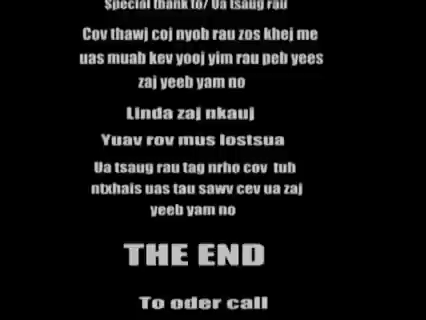 Special thank to/ Ua tsaug rau
Cov thawj coj nyob rau zos khej me
uas muab kev yooj yim rau peb yees
zaj yeeb yam no
Linda zaj nkauj
Yuav rov mus lostsua
Ua tsaug rau tag nrho cov tub
ntxhais uas tau sawv cev ua zaj
yeeb yam no
THE END
To oder call